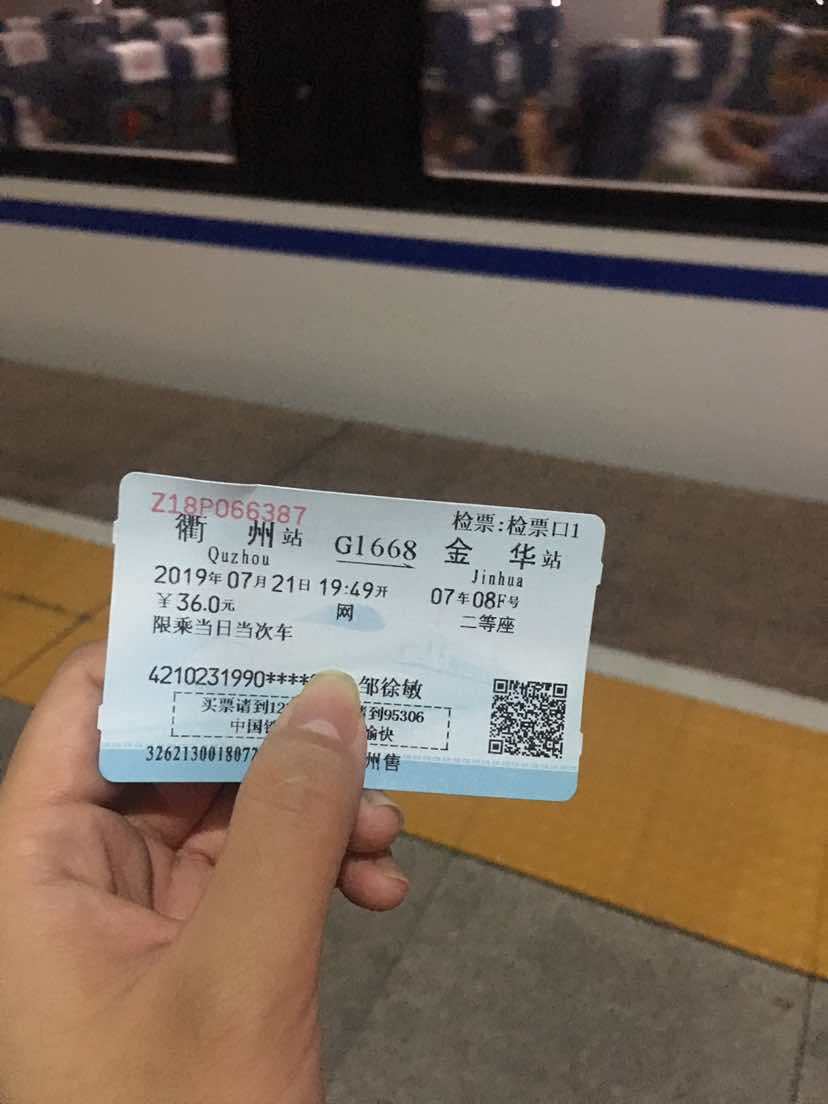 Z18P066387
检票:检票口1
衢州站 G1668 金华站
Quzhou Jinhua
2019年07月21日 19:49开 07车08F号
￥36.0元 网 二等座
限乘当日当次车
4210231990**** 邹徐敏
买票请到12 到95306
中国铁 愉快
3262130018072 州售